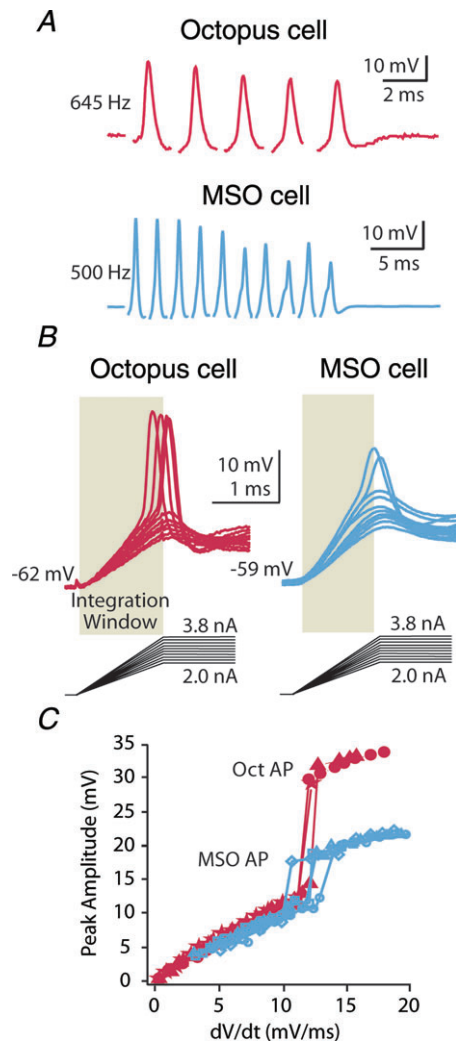 A
Octopus cell
10 mV
2 ms
645 Hz
MSO cell
10 mV
5 ms
500 Hz
B
Octopus cell
MSO cell
10 mV
1 ms
-62 mV
-59 mV
Integration
Window
3.8 nA
3.8 nA
2.0 nA
2.0 nA
C
35
30
25
20
15
10
5
0
Peak Amplitude (mV)
Oct AP
MSO AP
0 5 10 15 20
dV/dt (mV/ms)